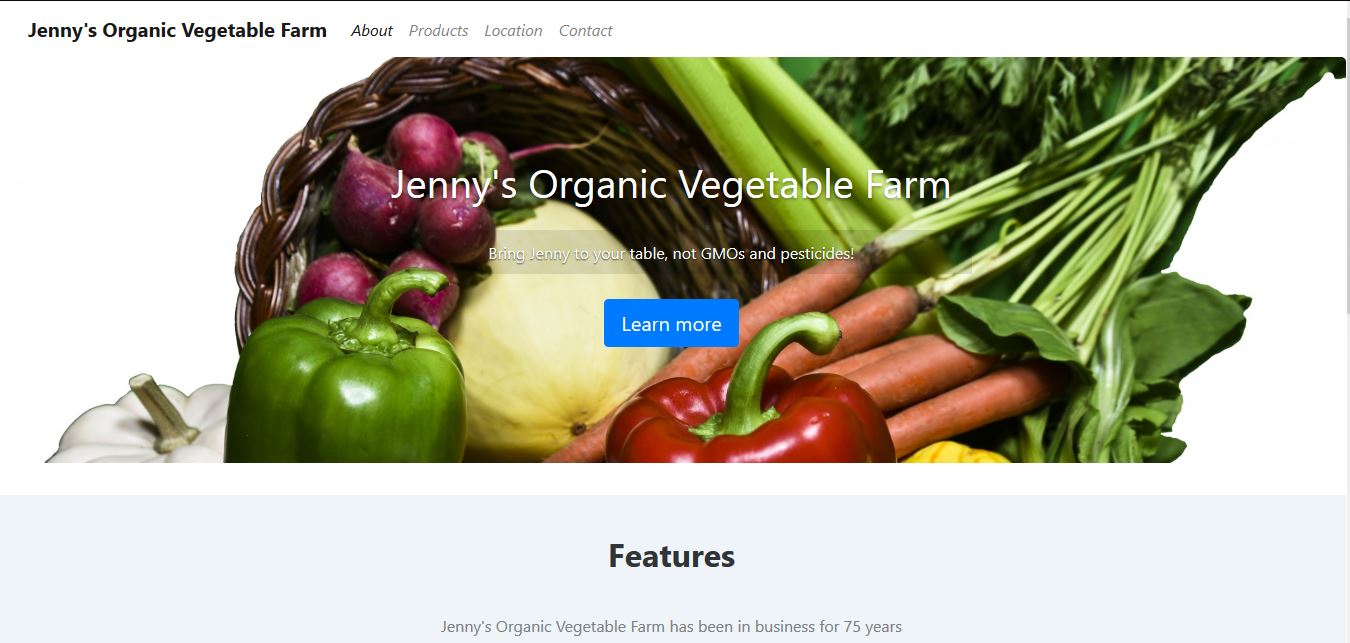 Jenny's Organic Vegetable Farm About Products Location Contact
Jenny's Organic Vegetable Farm
Bring Jenny to your table, not GMOs and pesticides!
Learn more
Features
Jenny's Organic Vegetable Farm has been in business for 75 years